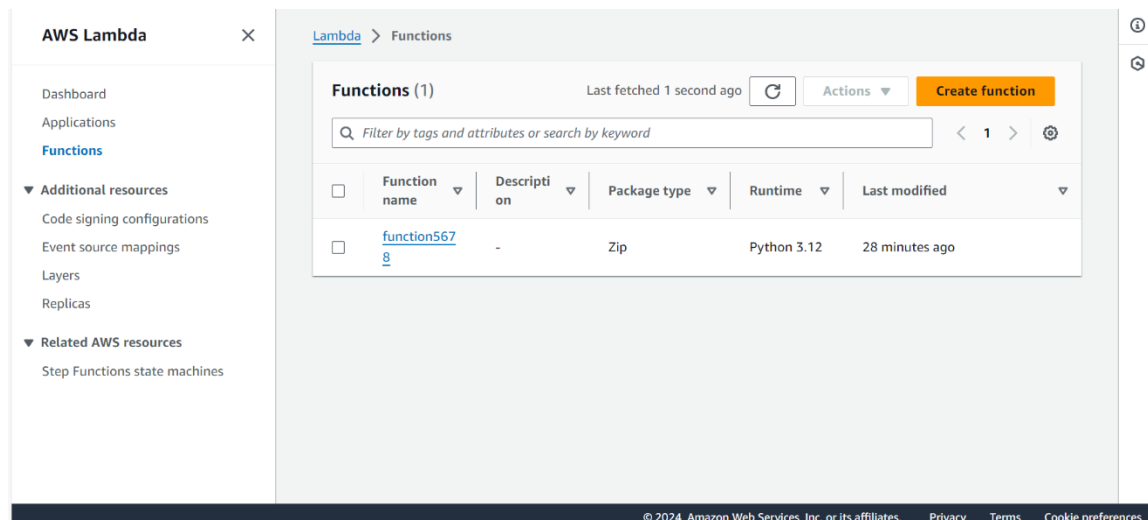 AWS Lambda
Dashboard
Applications
Functions
Additional resources
Code signing configurations
Event source mappings
Layers
Replicas
Related AWS resources
Step Functions state machines
Lambda > Functions
Functions (1) Last fetched 1 second ago Actions Create function
Filter by tags and attributes or search by keyword 1
Function Descripti Package type Runtime Last modified
name on
function567 - Zip Python 3.12 28 minutes ago
8
© 2024, Amazon Web Services, Inc. or its affiliates. Privacy Terms Cookie preferences